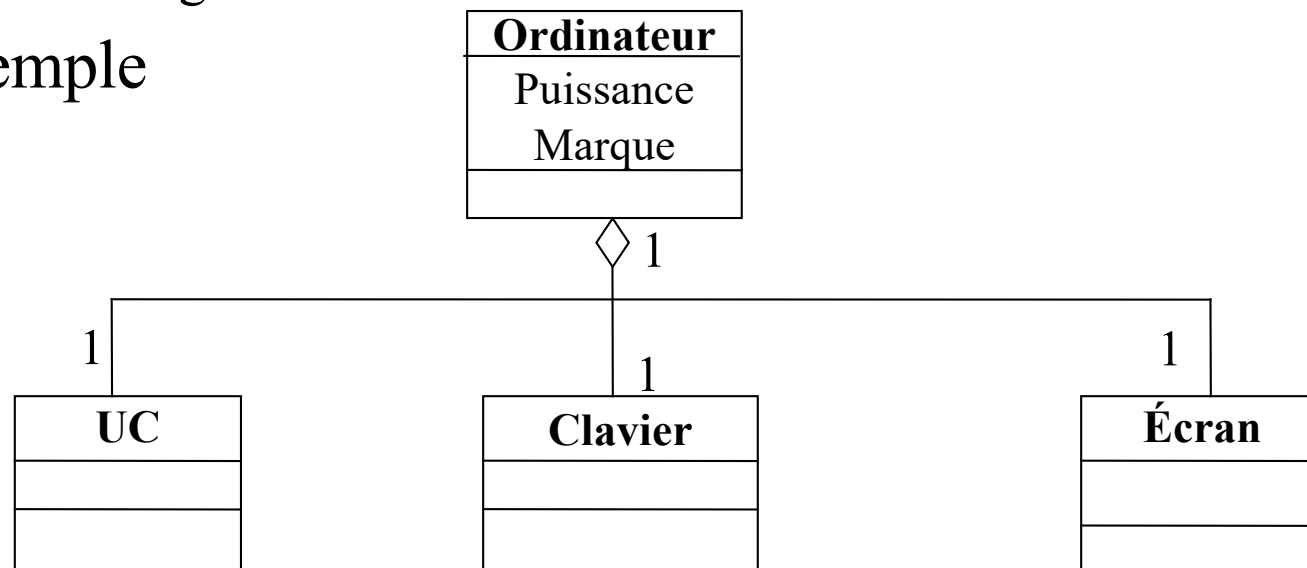 emple
Ordinateur
Puissance
Marque
1
1
1
1
UC
Clavier
Écran